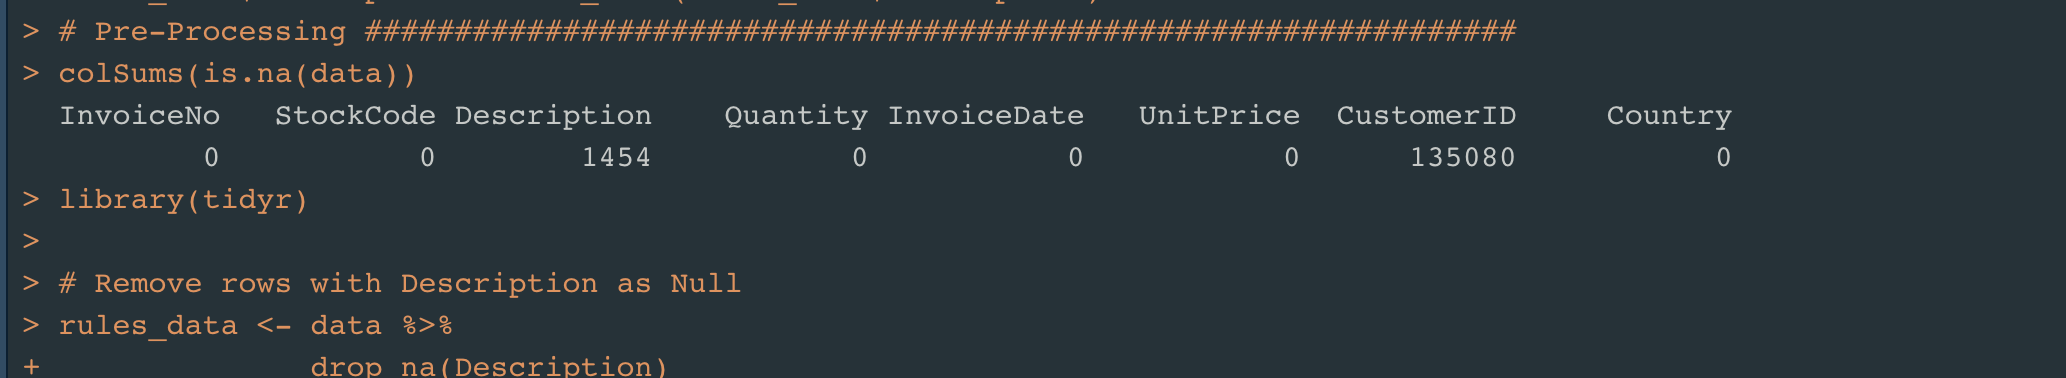 > # Pre-Processing ################################################################
> colSums(is.na(data))
InvoiceNo StockCode Description Quantity InvoiceDate UnitPrice CustomerID Country
0 0 1454 0 0 0 135080 0
> library(tidyr)
>
> # Remove rows with Description as Null
> rules_data <- data %>%
+ drop_na(Description)